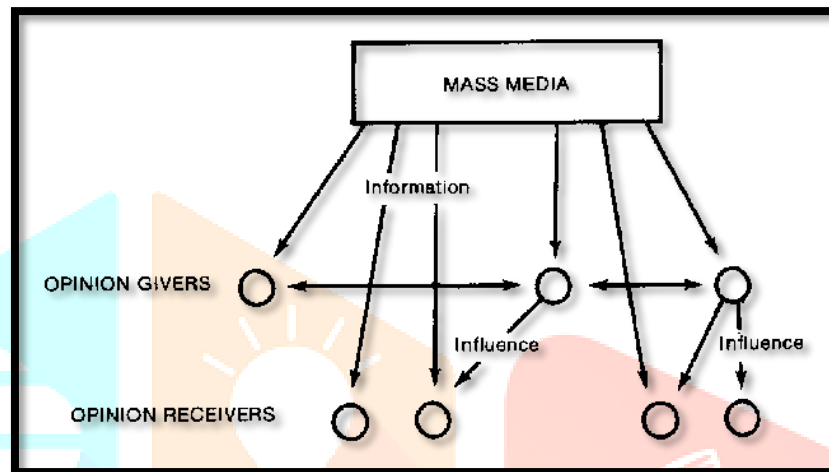 MASS MEDIA
Information
OPINION GIVERS
Influence
Influence
OPINION RECEIVERS